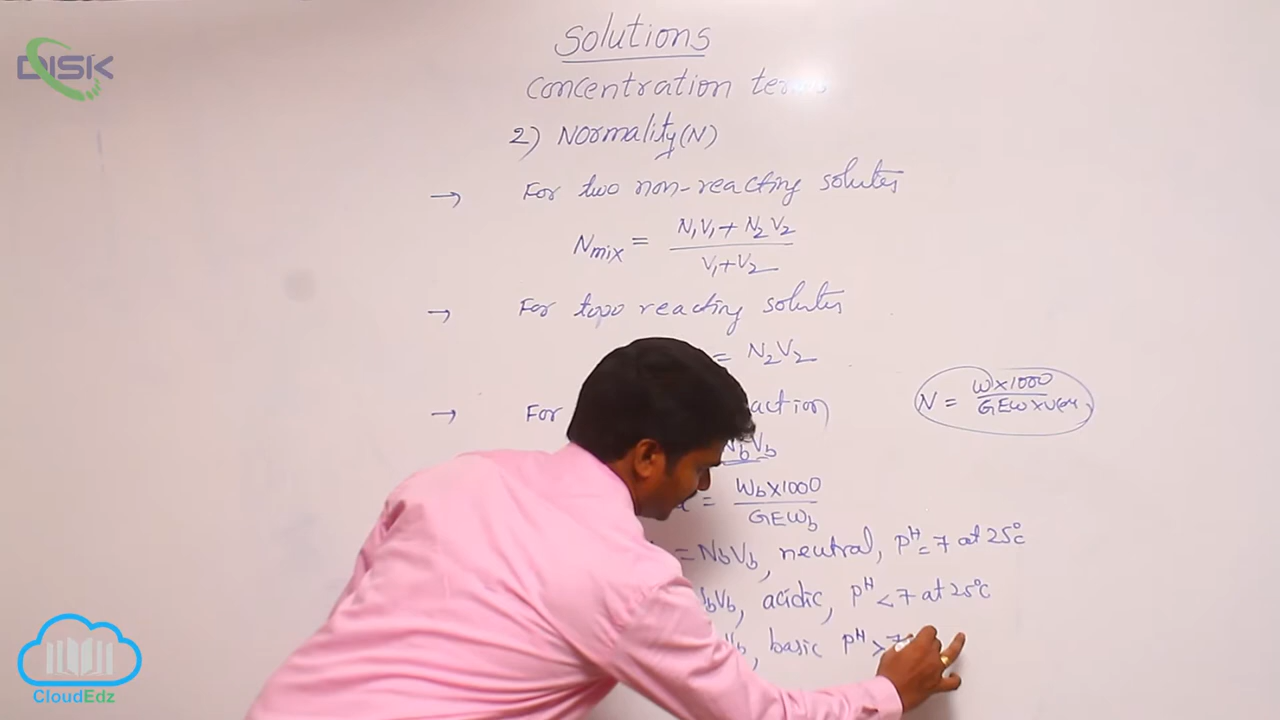 DISK
Solutions
concentration terms
2) Normality (N)
→ For two non-reacting solutes
Nmix = N₁V₁ + N₂V₂ / V₁+V₂
→ For two reacting solutes
= N₂V₂
→ For action
NbVb
N = W×1000 / GEW×V(ml)
= Wb×1000 / GEWb
= NbVb, neutral, pH = 7 at 25°C
bVb, acidic, pH < 7 at 25°C
Vb, basic pH > 7
CloudEdz